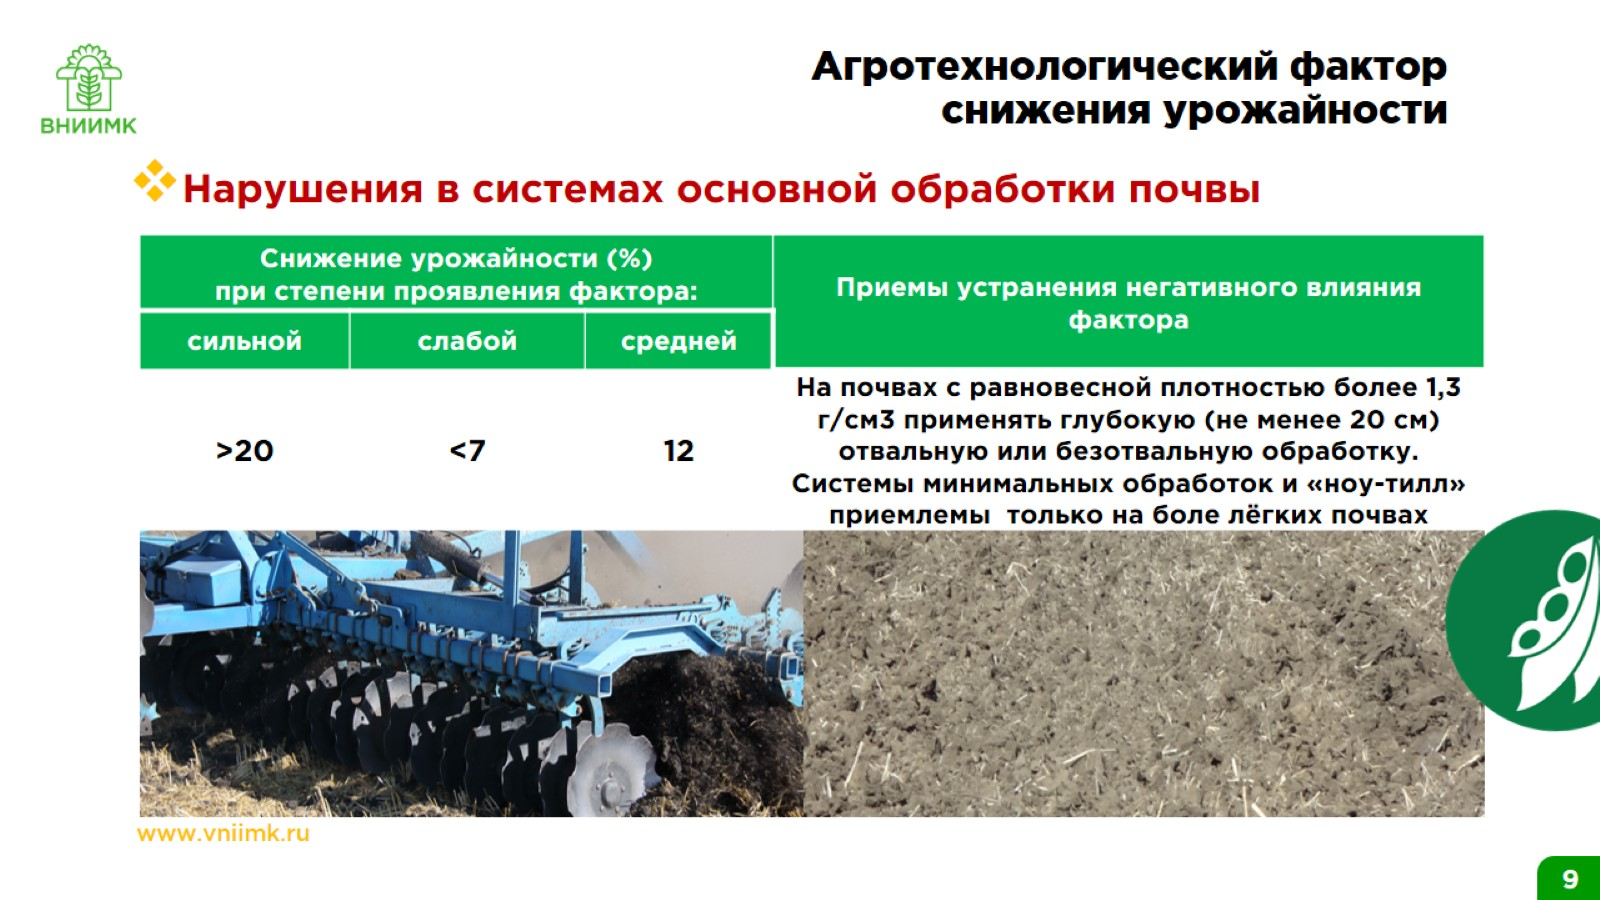 ВНИИМК
Агротехнологический фактор
снижения урожайности
Нарушения в системах основной обработки почвы
Снижение урожайности (%)
при степени проявления фактора:
Приемы устранения негативного влияния
фактора
сильной
слабой
средней
>20
<7
12
На почвах с равновесной плотностью более 1,3
г/см3 применять глубокую (не менее 20 см)
отвальную или безотвальную обработку.
Системы минимальных обработок и «ноу-тилл»
приемлемы  только на боле лёгких почвах
www.vniimk.ru
9